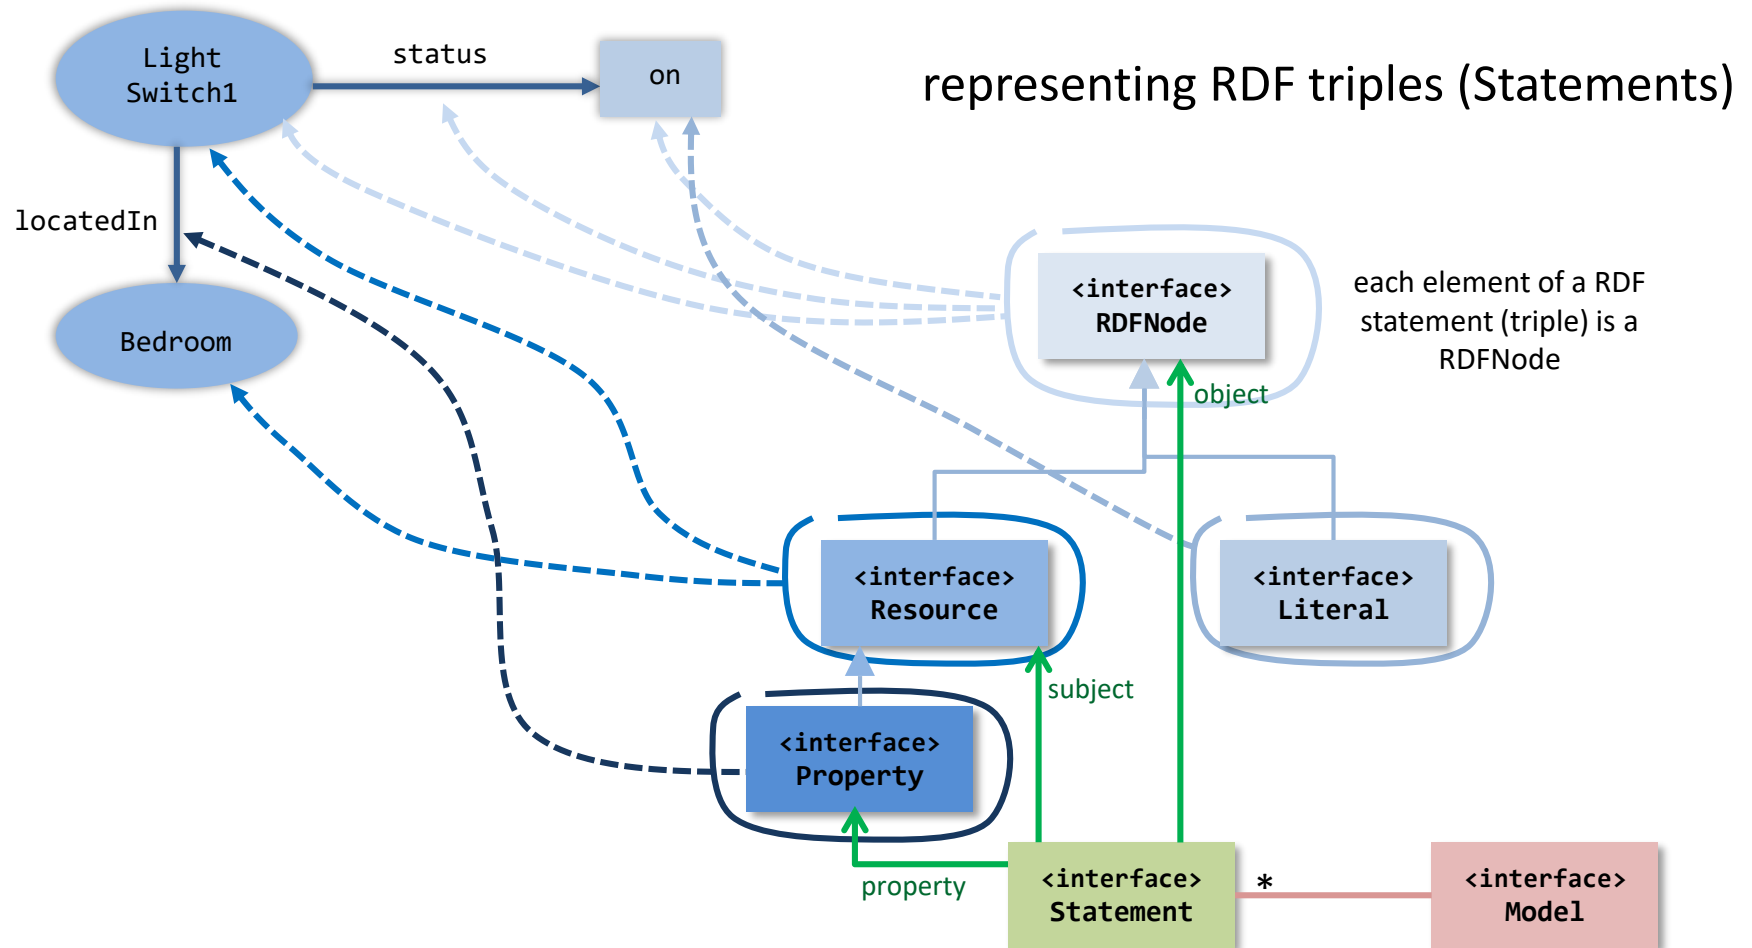 representing RDF triples (Statements)
Light
Switch1
status
on
locatedIn
Bedroom
<interface>
RDFNode
each element of a RDF
statement (triple) is a
RDFNode
object
<interface>
Resource
<interface>
Literal
subject
<interface>
Property
property
<interface>
Statement
*
<interface>
Model